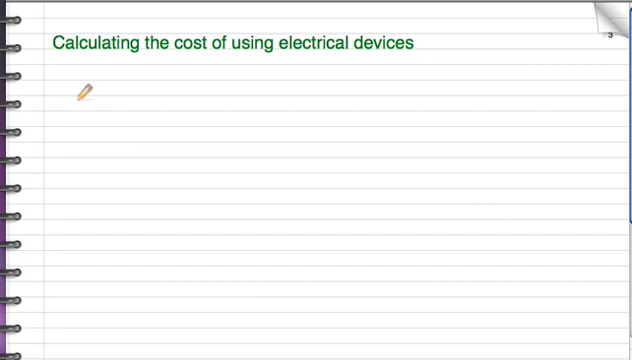 Calculating the cost of using electrical devices
3